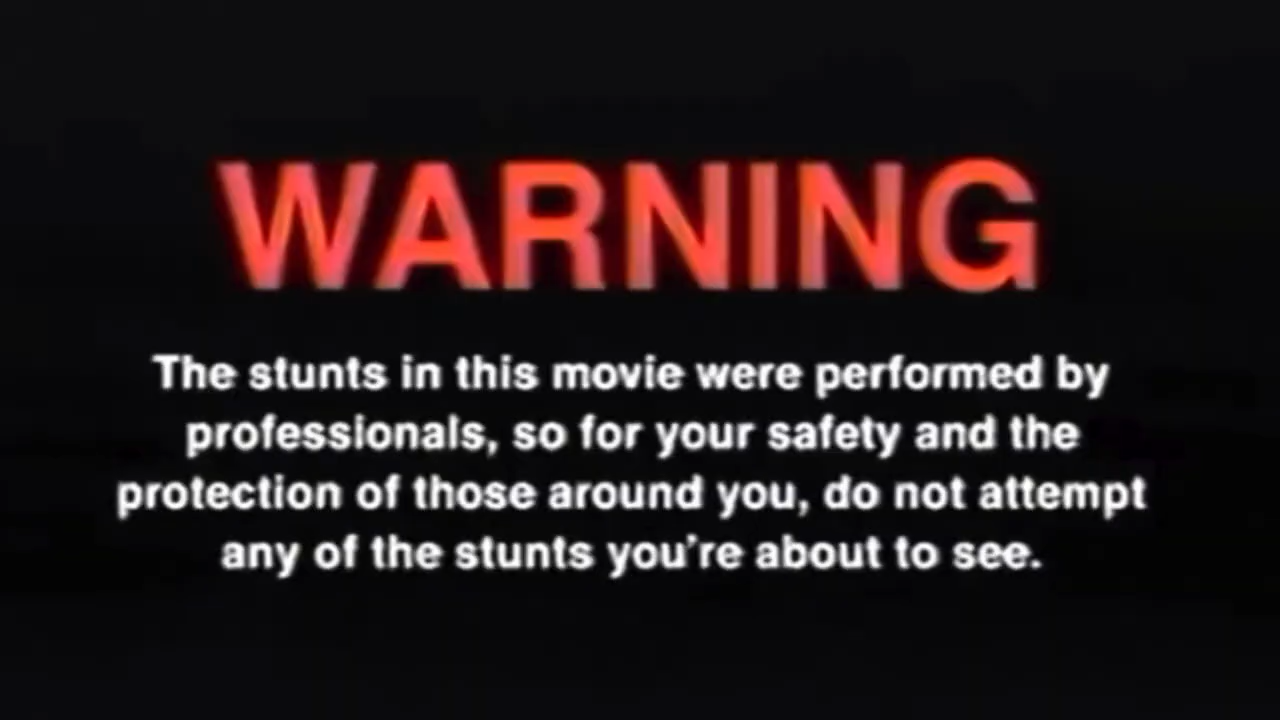 WARNING
The stunts in this movie were performed by
professionals, so for your safety and the
protection of those around you, do not attempt
any of the stunts you're about to see.